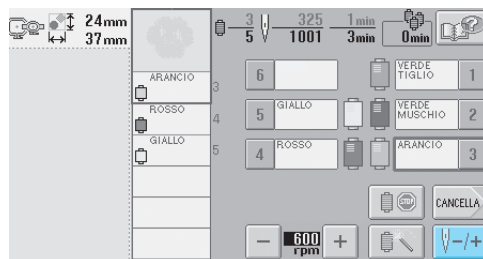 24mm
37mm
3
5
325
1001
1min
3min
0min
ARANCIO
3
ROSSO
4
GIALLO
5
6
VERDE
TIGLIO
1
5
GIALLO
VERDE
MUSCHIO
2
4
ROSSO
ARANCIO
3
STOP
CANCELLA
-
600
rpm
+
-/+